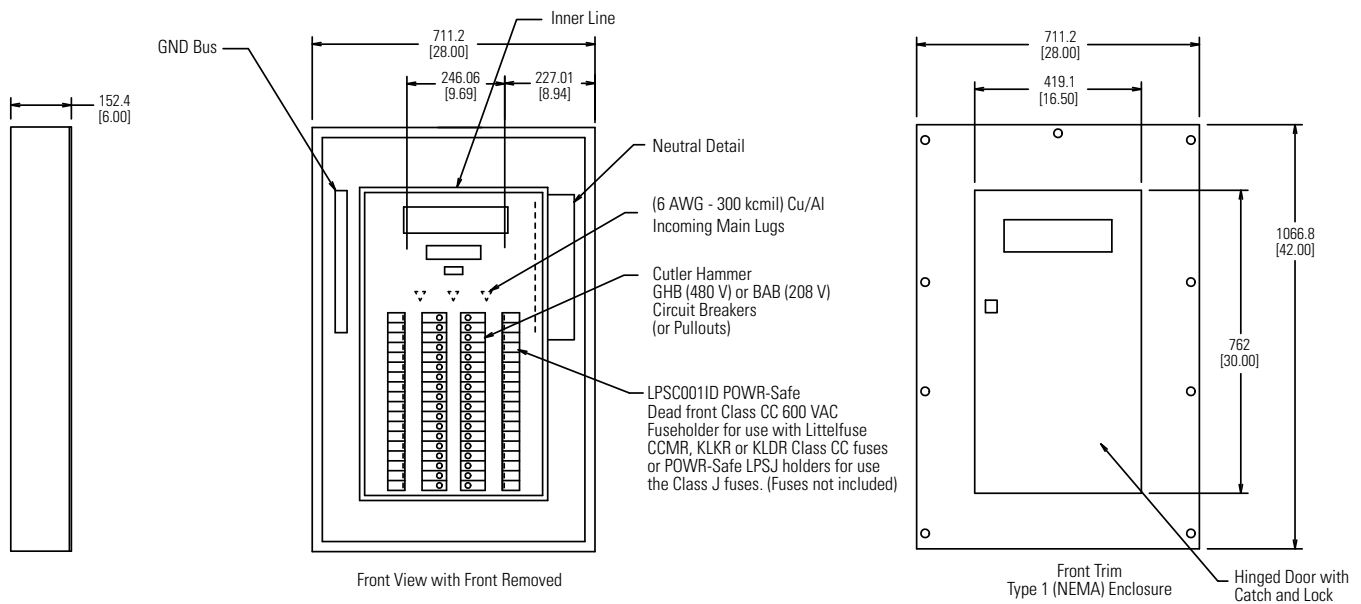 152.4
[6.00]
GND Bus
711.2
[28.00]
Inner Line
246.06
[9.69]
227.01
[8.94]
Neutral Detail
(6 AWG - 300 kcmil) Cu/Al
Incoming Main Lugs
Cutler Hammer
GHB (480 V) or BAB (208 V)
Circuit Breakers
(or Pullouts)
LPSC001ID POWR-Safe
Dead front Class CC 600 VAC
Fuseholder for use with Littelfuse
CCMR, KLKR or KLDR Class CC fuses
or POWR-Safe LPSJ holders for use
the Class J fuses. (Fuses not included)
Front View with Front Removed
711.2
[28.00]
419.1
[16.50]
1066.8
[42.00]
762
[30.00]
Front Trim
Type 1 (NEMA) Enclosure
Hinged Door with
Catch and Lock